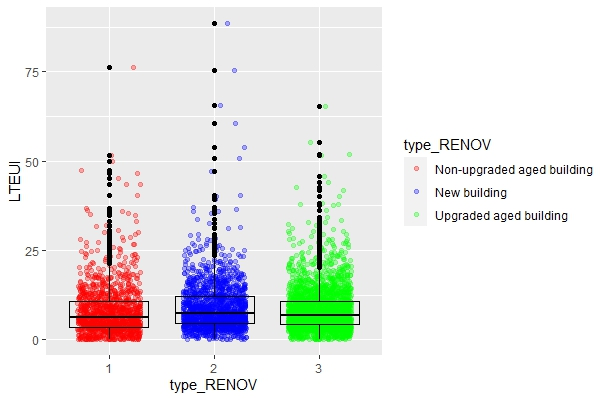 75
50
25
0
LTEUI
1
2
3
type_RENOV
type_RENOV
Non-upgraded aged building
New building
Upgraded aged building